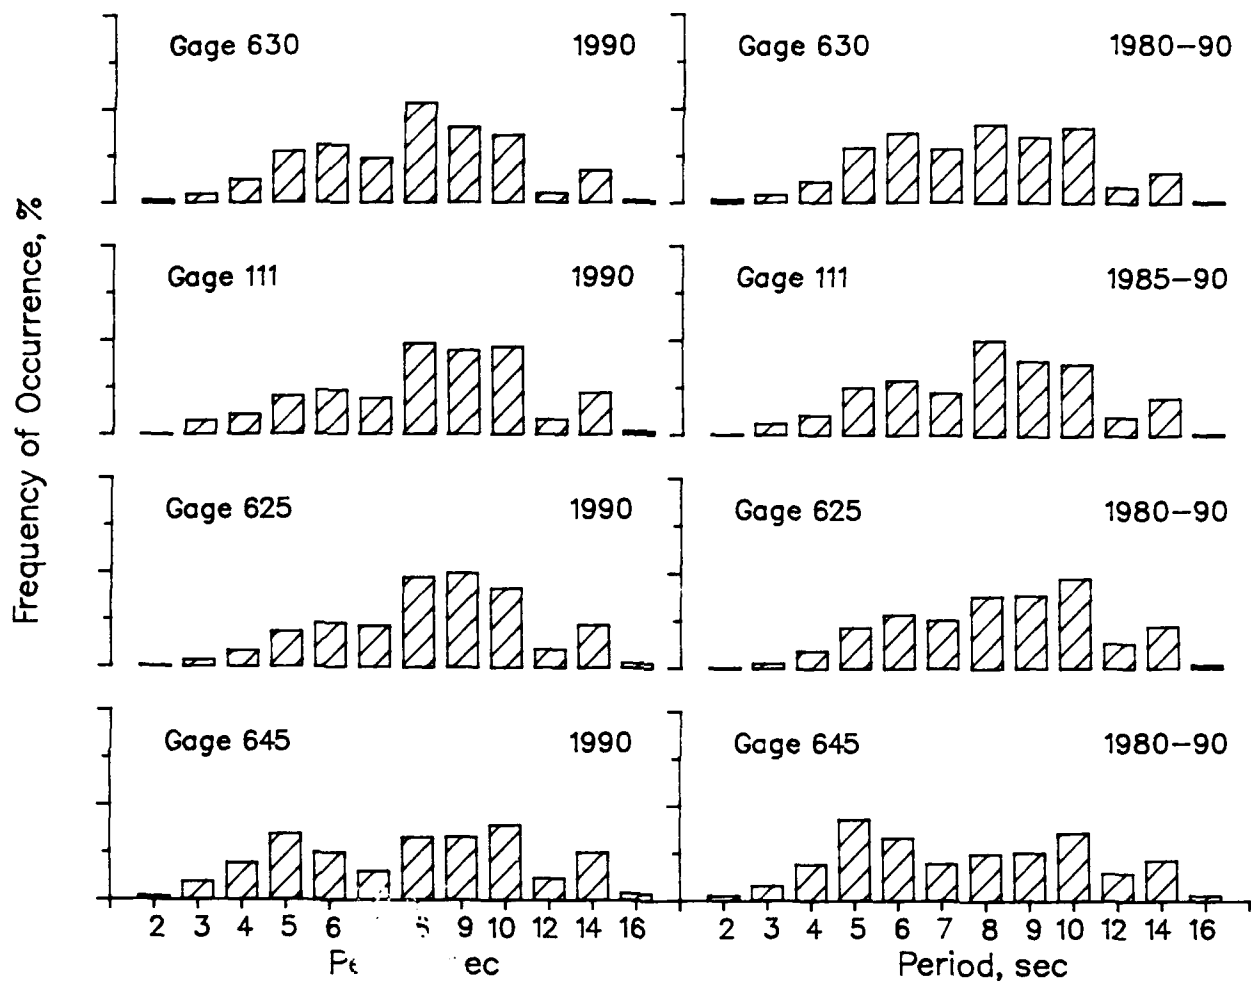 Frequency of Occurrence, %
Gage 630 1990
Gage 630 1980-90
Gage 111 1990
Gage 111 1985-90
Gage 625 1990
Gage 625 1980-90
Gage 645 1990
Gage 645 1980-90
2 3 4 5 6 9 10 12 14 16
2 3 4 5 6 7 8 9 10 12 14 16
Period, sec